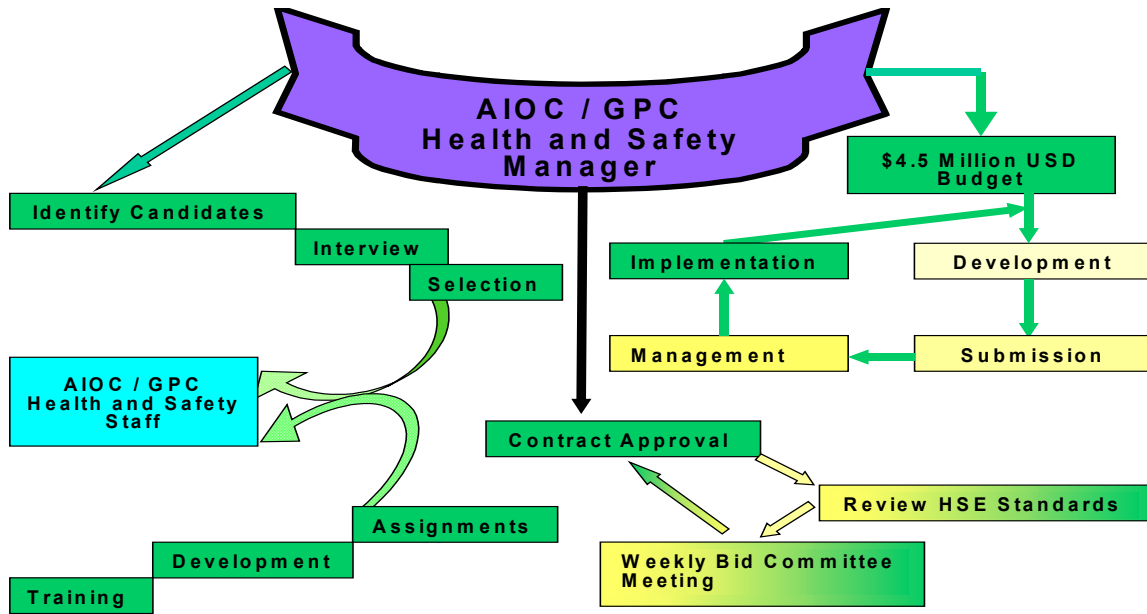 AIOC / GPC
Health and Safety
Manager
$4.5 Million USD
Budget
Identify Candidates
Interview
Selection
Implementation
Development
Management
Submission
AIOC / GPC
Health and Safety
Staff
Contract Approval
Review HSE Standards
Assignments
Development
Training
Weekly Bid Committee
Meeting